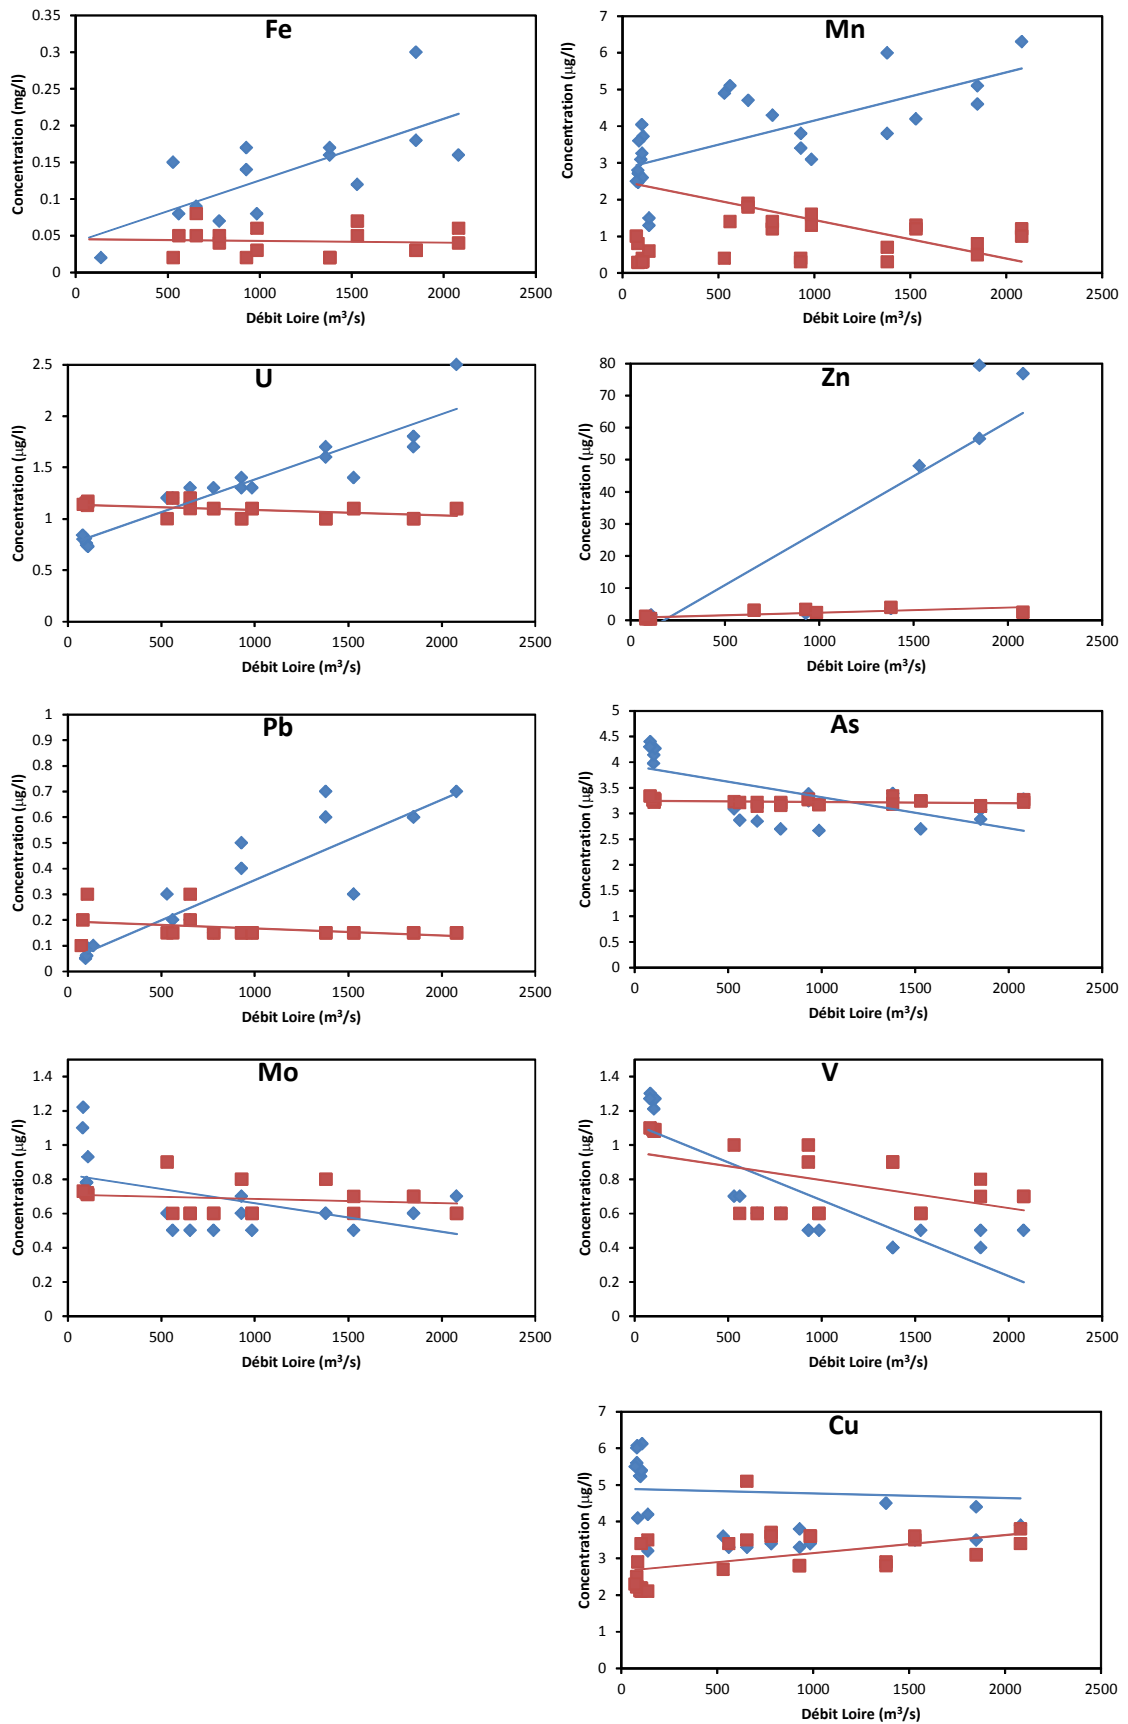 Fe
Concentration (mg/l)
0.35
0.3
0.25
0.2
0.15
0.1
0.05
0
0 500 1000 1500 2000 2500
Débit Loire (m³/s)
Mn
Concentration (µg/l)
7
6
5
4
3
2
1
0
0 500 1000 1500 2000 2500
Débit Loire (m³/s)
U
Concentration (µg/l)
2.5
2
1.5
1
0.5
0
0 500 1000 1500 2000 2500
Débit Loire (m³/s)
Zn
Concentration (µg/l)
80
70
60
50
40
30
20
10
0
0 500 1000 1500 2000 2500
Débit Loire (m³/s)
Pb
Concentration (µg/l)
1
0.9
0.8
0.7
0.6
0.5
0.4
0.3
0.2
0.1
0
0 500 1000 1500 2000 2500
Débit Loire (m³/s)
As
Concentration (µg/l)
5
4.5
4
3.5
3
2.5
2
1.5
1
0.5
0
0 500 1000 1500 2000 2500
Débit Loire (m³/s)
Mo
Concentration (µg/l)
1.4
1.2
1
0.8
0.6
0.4
0.2
0
0 500 1000 1500 2000 2500
Débit Loire (m³/s)
V
Concentration (µg/l)
1.4
1.2
1
0.8
0.6
0.4
0.2
0
0 500 1000 1500 2000 2500
Débit Loire (m³/s)
Cu
Concentration (µg/l)
7
6
5
4
3
2
1
0
0 500 1000 1500 2000 2500
Débit Loire (m³/s)